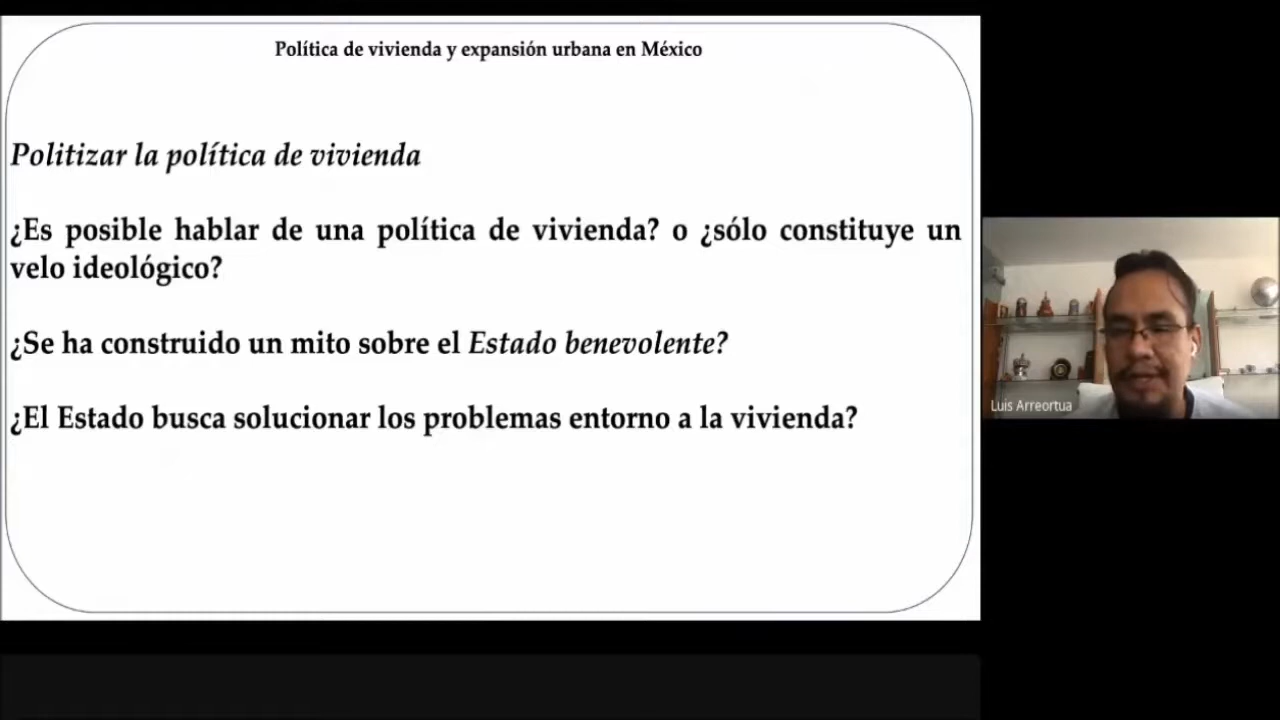 Política de vivienda y expansión urbana en México
Politizar la política de vivienda
¿Es posible hablar de una política de vivienda? o ¿sólo constituye un
velo ideológico?
¿Se ha construido un mito sobre el Estado benevolente?
¿El Estado busca solucionar los problemas entorno a la vivienda?
Luis Arreortua